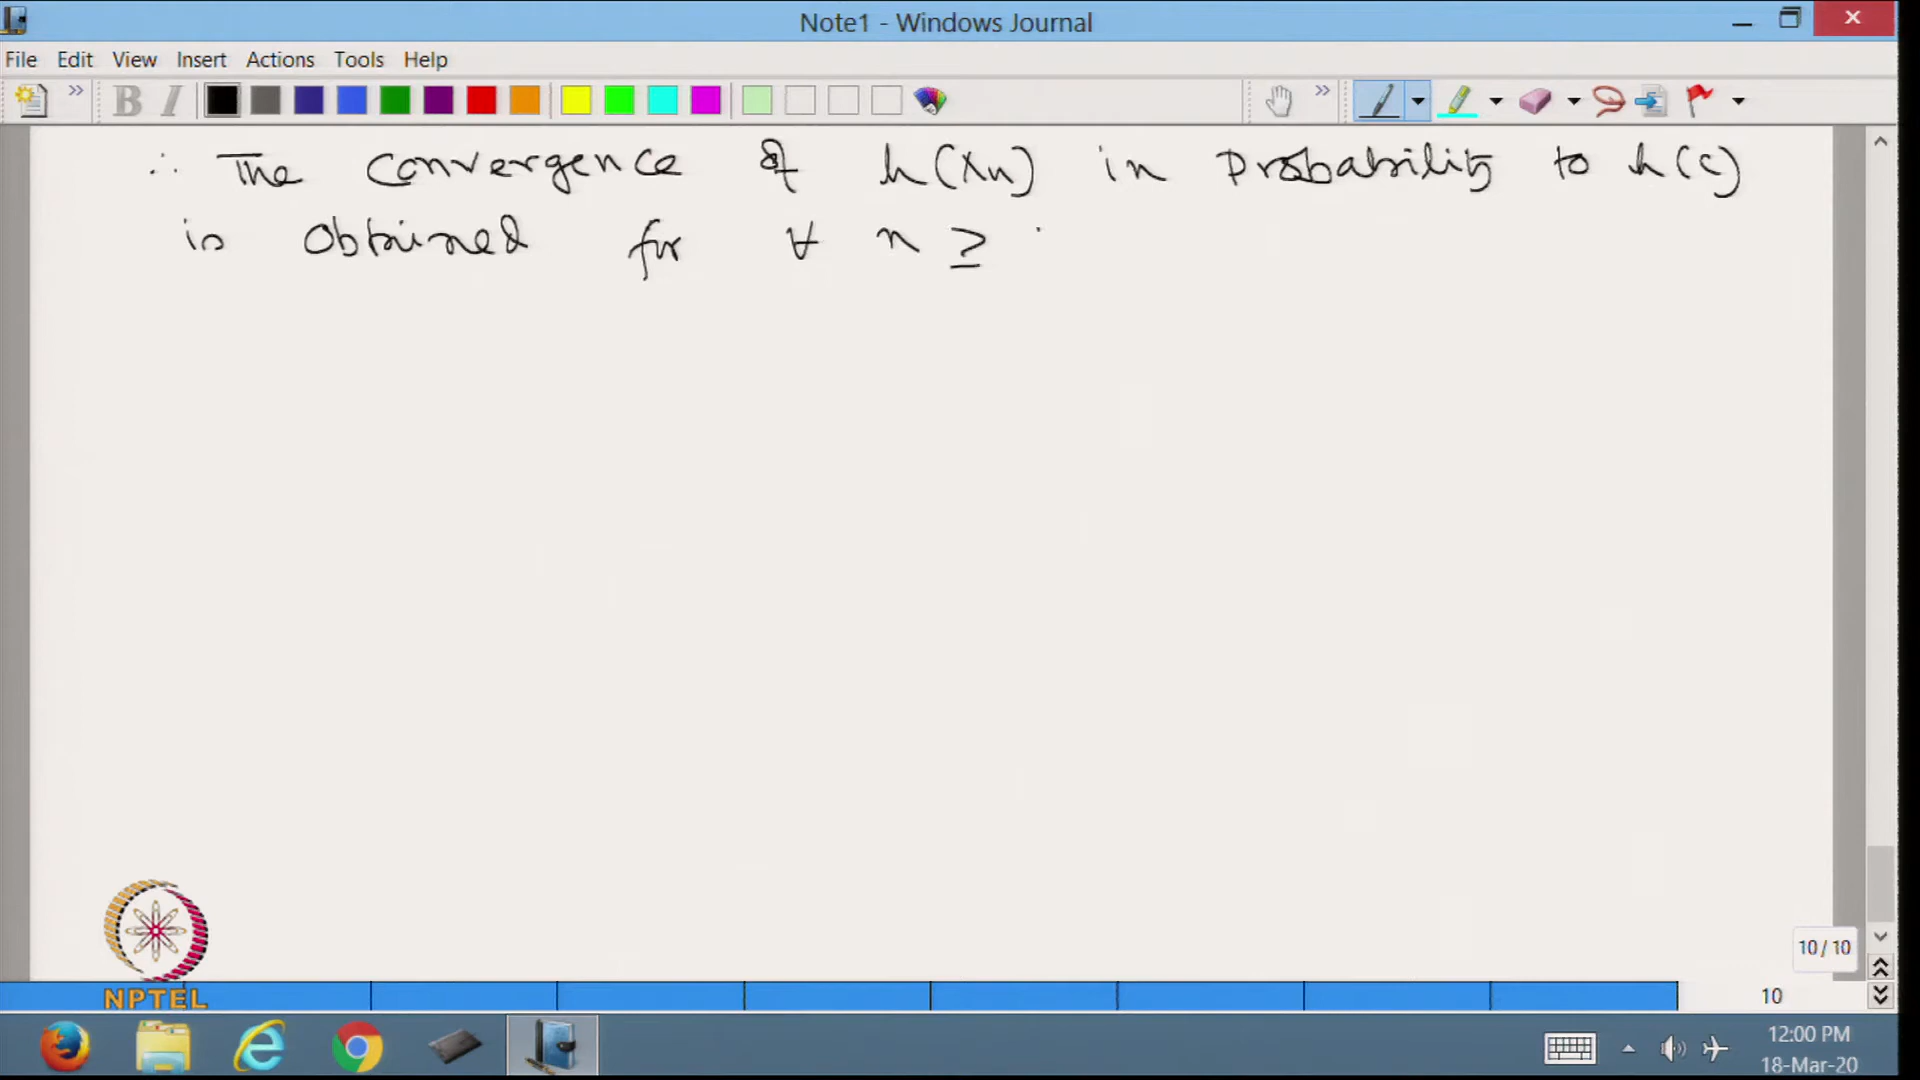 Note1 - Windows Journal
File Edit View Insert Actions Tools Help
B I
∴ The convergence of h(Xn) in Probability to h(c)
is obtained for ∀ n ≥
10 / 10
NPTEL
10
12:00 PM
18-Mar-20